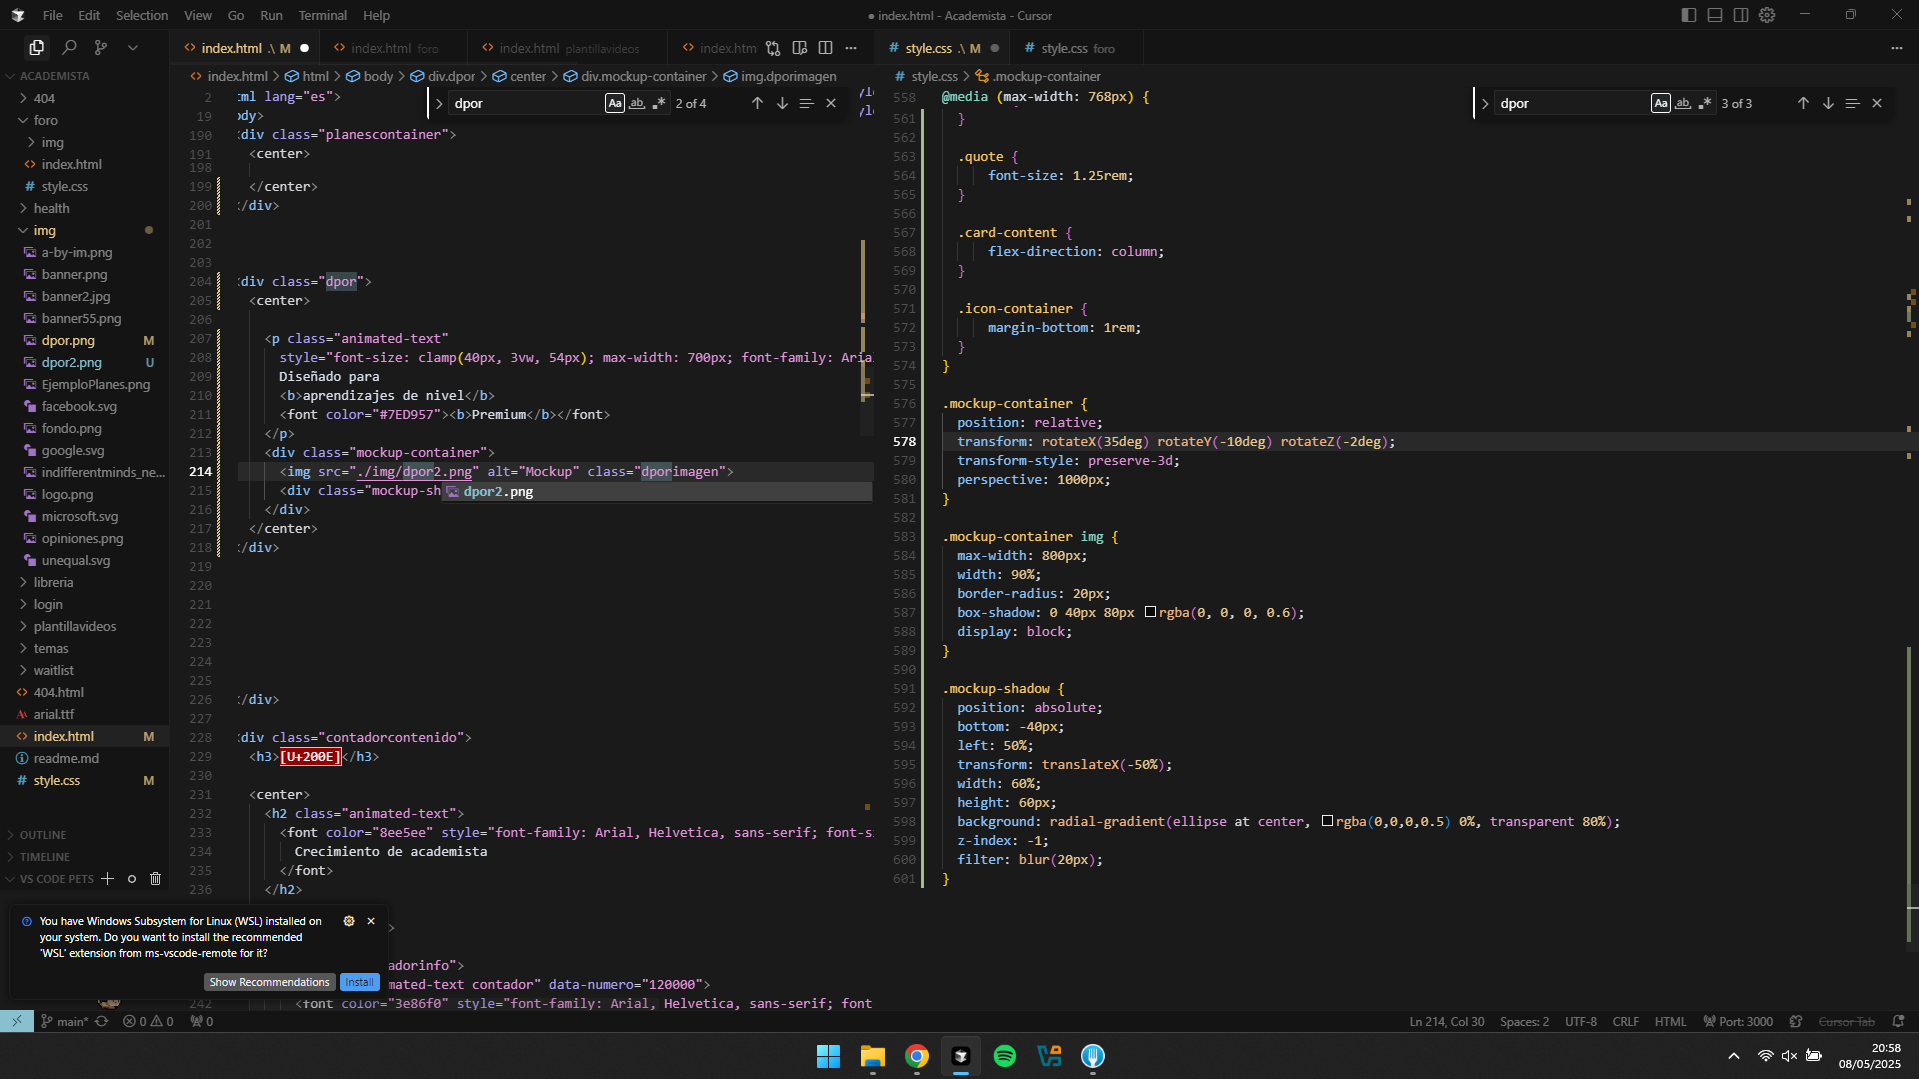 File Edit Selection View Go Run Terminal Help
● index.html - Academista - Cursor
index.html .\ M
index.html foro
index.html plantillavideos
index.htm
style.css .\ M
style.css foro
ACADEMISTA
404
foro
img
index.html
style.css
health
img
a-by-im.png
banner.png
banner2.jpg
banner55.png
dpor.png M
dpor2.png U
EjemploPlanes.png
facebook.svg
fondo.png
google.svg
indifferentminds_ne...
logo.png
microsoft.svg
opiniones.png
unequal.svg
libreria
login
plantillavideos
temas
waitlist
404.html
arial.ttf
index.html M
readme.md
style.css M
OUTLINE
TIMELINE
VS CODE PETS
index.html > html > body > div.dpor > center > div.mockup-container > img.dporimagen
dpor Aa ab 2 of 4
2 tml lang="es">
19 ody>
190 div class="planescontainer">
191 <center>
198
199 </center>
200 /div>
201
202
203
204 div class="dpor">
205 <center>
206
207 <p class="animated-text"
208 style="font-size: clamp(40px, 3vw, 54px); max-width: 700px; font-family: Aria
209 Diseñado para
210 <b>aprendizajes de nivel</b>
211 <font color="#7ED957"><b>Premium</b></font>
212 </p>
213 <div class="mockup-container">
214 <img src="./img/dpor2.png" alt="Mockup" class="dporimagen">
215 <div class="mockup-sh
dpor2.png
216 </div>
217 </center>
218 /div>
219
220
221
222
223
224
225
226 /div>
227
228 div class="contadorcontenido">
229 <h3>[U+200E]</h3>
230
231 <center>
232 <h2 class="animated-text">
233 <font color="8ee5ee" style="font-family: Arial, Helvetica, sans-serif; font-s
234 Crecimiento de academista
235 </font>
236 </h2>
>
adorinfo">
mated-text contador" data-numero="120000">
242 <font color="3e86f0" style="font-family: Arial, Helvetica, sans-serif; font
style.css > .mockup-container
dpor Aa ab 3 of 3
558 @media (max-width: 768px) {
561 }
562
563 .quote {
564 font-size: 1.25rem;
565 }
566
567 .card-content {
568 flex-direction: column;
569 }
570
571 .icon-container {
572 margin-bottom: 1rem;
573 }
574 }
575
576 .mockup-container {
577 position: relative;
578 transform: rotateX(35deg) rotateY(-10deg) rotateZ(-2deg);
579 transform-style: preserve-3d;
580 perspective: 1000px;
581 }
582
583 .mockup-container img {
584 max-width: 800px;
585 width: 90%;
586 border-radius: 20px;
587 box-shadow: 0 40px 80px rgba(0, 0, 0, 0.6);
588 display: block;
589 }
590
591 .mockup-shadow {
592 position: absolute;
593 bottom: -40px;
594 left: 50%;
595 transform: translateX(-50%);
596 width: 60%;
597 height: 60px;
598 background: radial-gradient(ellipse at center, rgba(0,0,0,0.5) 0%, transparent 80%);
599 z-index: -1;
600 filter: blur(20px);
601 }
You have Windows Subsystem for Linux (WSL) installed on
your system. Do you want to install the recommended
'WSL' extension from ms-vscode-remote for it?
Show Recommendations Install
main* 0 0 0
Ln 214, Col 30 Spaces: 2 UTF-8 CRLF HTML Port: 3000 Cursor Tab
20:58
08/05/2025